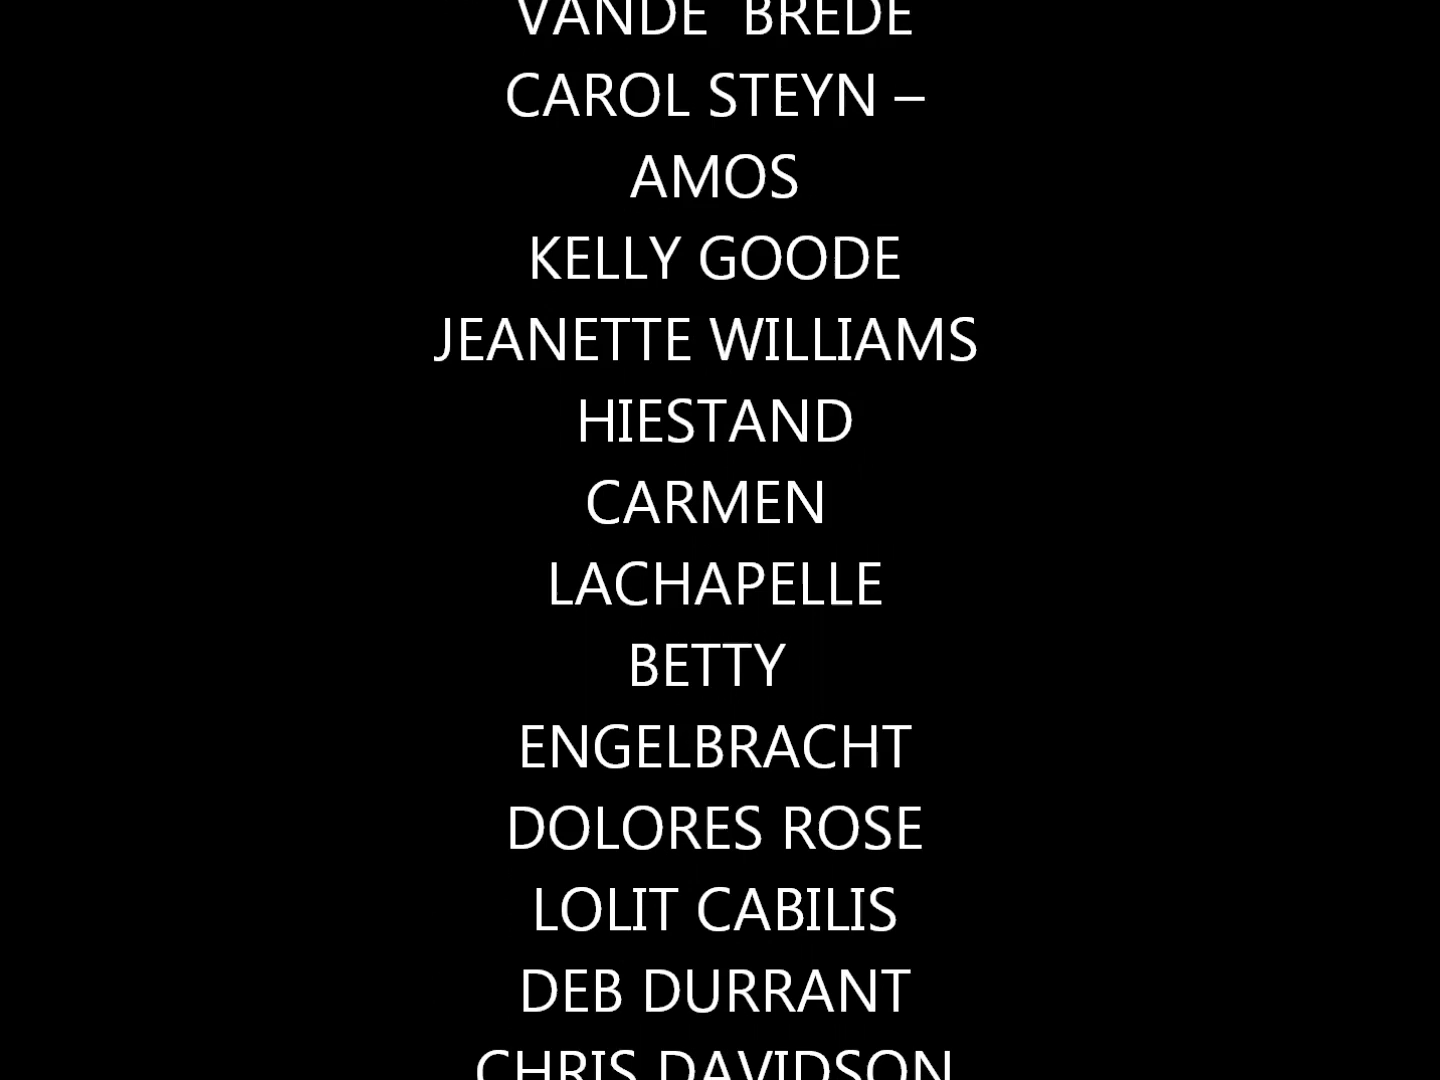 VANDE BREDE
CAROL STEYN –
AMOS
KELLY GOODE
JEANETTE WILLIAMS
HIESTAND
CARMEN
LACHAPELLE
BETTY
ENGELBRACHT
DOLORES ROSE
LOLIT CABILIS
DEB DURRANT
CHRIS DAVIDSON